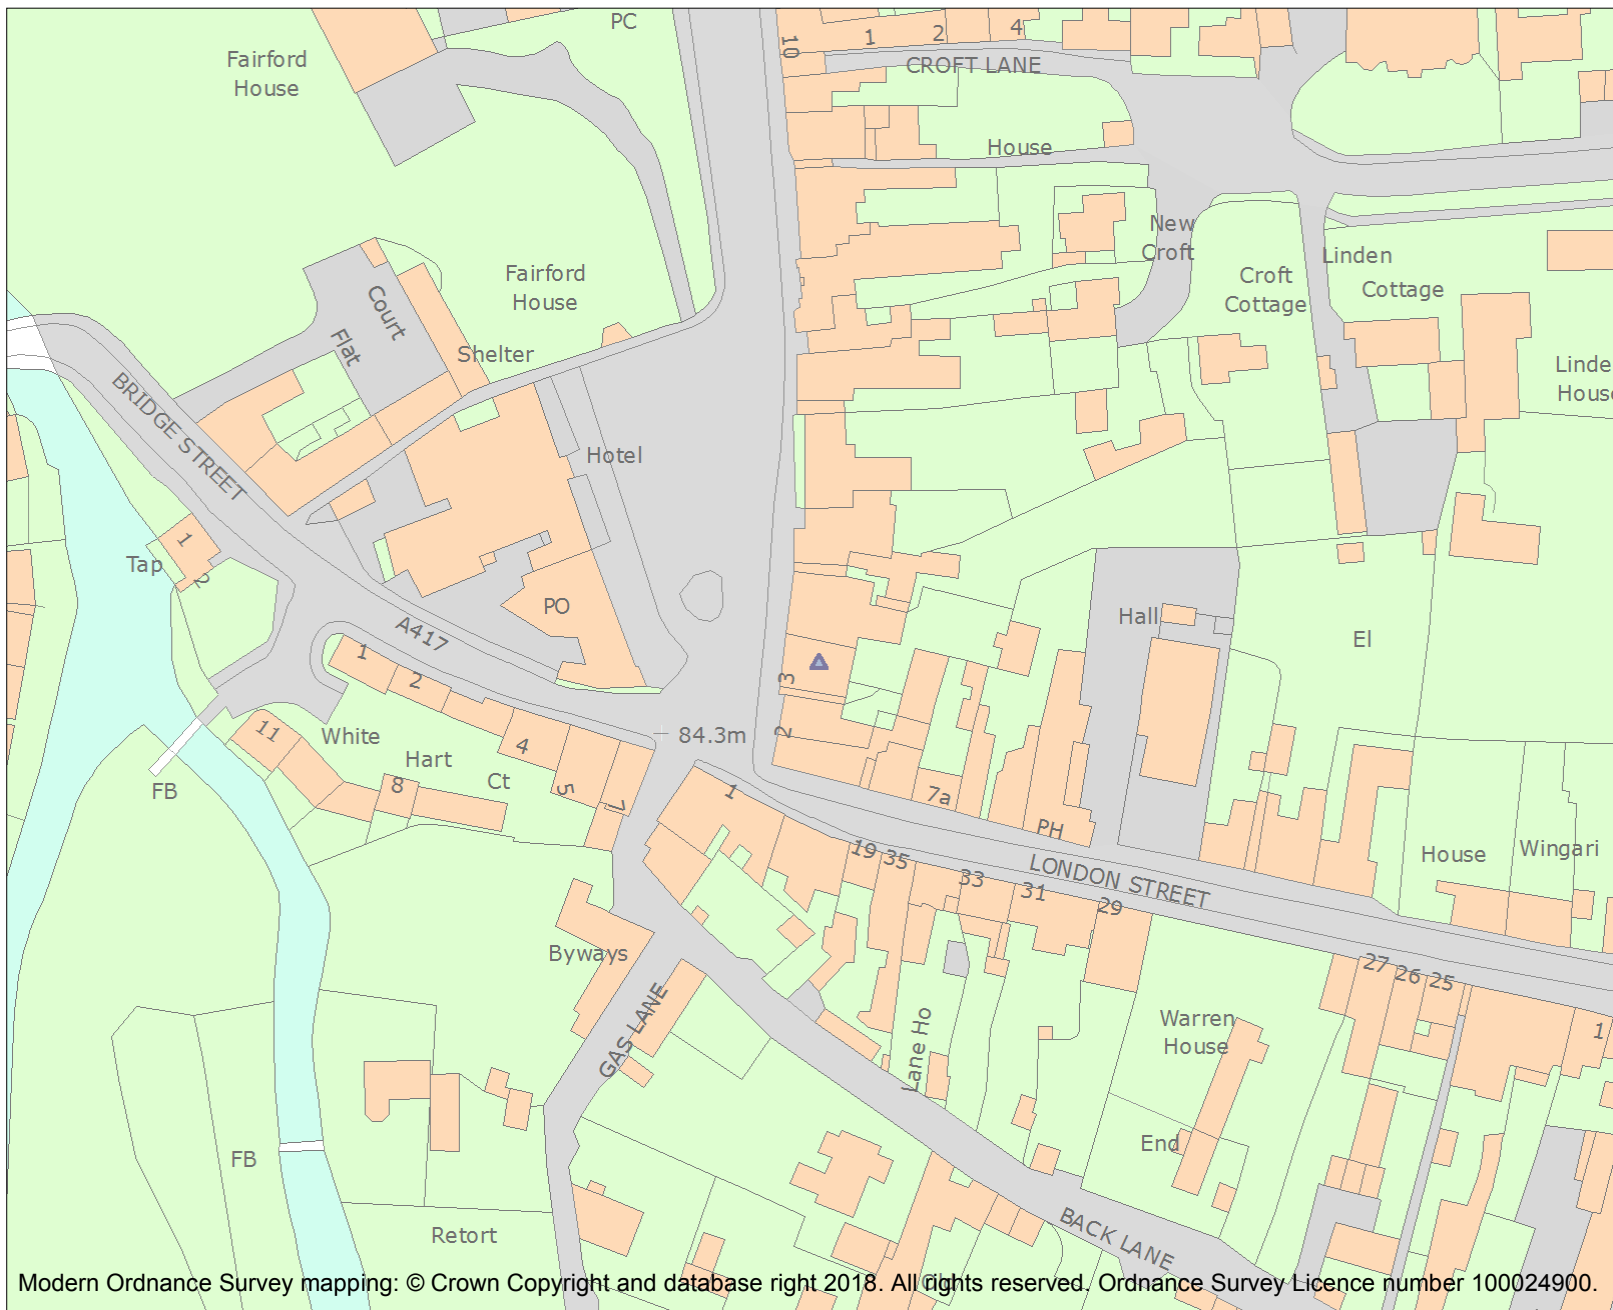 PC
10
1
2
4
Fairford
House
CROFT LANE
House
New
Croft
Linden
Cottage
Croft
Cottage
Fairford
House
Court
Flat
Shelter
Linde
Hous
BRIDGE STREET
Hotel
1
Tap
2
PO
Hall
El
A417
1
2
3
2
11
White
Hart
Ct
84.3m
4
5
7
8
FB
1
7a
PH
19
35
LONDON STREET
House
Wingari
33
31
29
Byways
27
26
25
GAS LANE
Lane Ho
Warren
House
1
End
FB
Retort
BACK LANE
Modern Ordnance Survey mapping: © Crown Copyright and database right 2018. All rights reserved. Ordnance Survey Licence number 100024900.